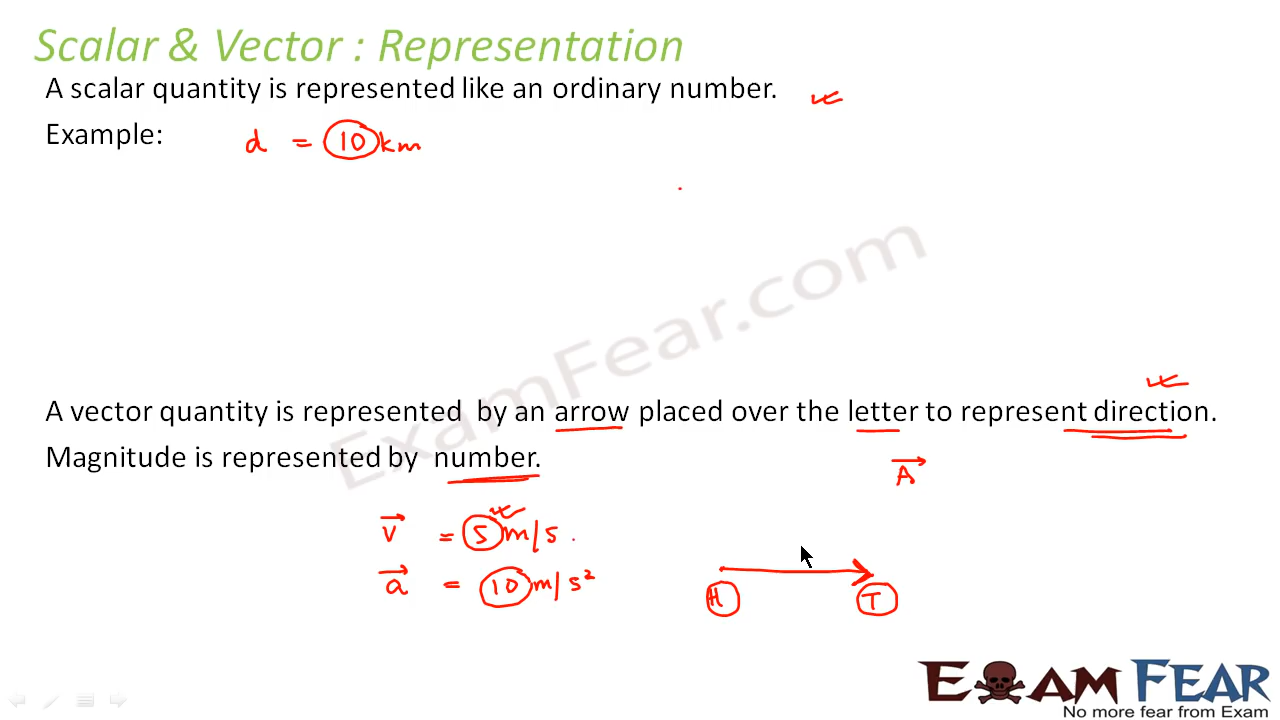 Scalar & Vector : Representation
A scalar quantity is represented like an ordinary number.
Example: d = 10 km
ExamFear.com
A vector quantity is represented by an arrow placed over the letter to represent direction.
Magnitude is represented by number.
A⃗
v⃗ = 5 m/s.
a⃗ = 10 m/s²
H T
EXAM FEAR
No more fear from Exam